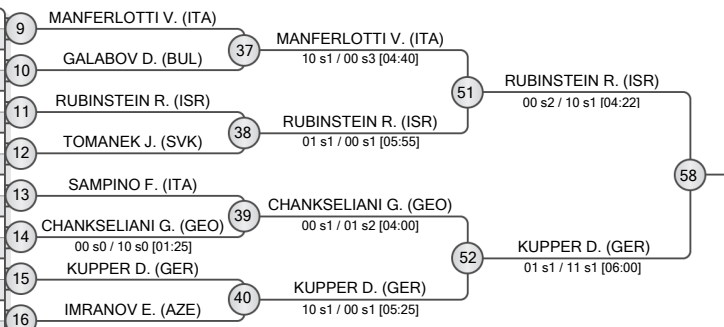 9
MANFERLOTTI V. (ITA)
37
MANFERLOTTI V. (ITA)
10 s1 / 00 s3 [04:40]
10
GALABOV D. (BUL)
51
RUBINSTEIN R. (ISR)
00 s2 / 10 s1 [04:22]
11
RUBINSTEIN R. (ISR)
38
RUBINSTEIN R. (ISR)
01 s1 / 00 s1 [05:55]
12
TOMANEK J. (SVK)
58
13
SAMPINO F. (ITA)
39
CHANKSELIANI G. (GEO)
00 s1 / 01 s2 [04:00]
14
CHANKSELIANI G. (GEO)
00 s0 / 10 s0 [01:25]
52
KUPPER D. (GER)
01 s1 / 11 s1 [06:00]
15
KUPPER D. (GER)
40
KUPPER D. (GER)
10 s1 / 00 s1 [05:25]
16
IMRANOV E. (AZE)